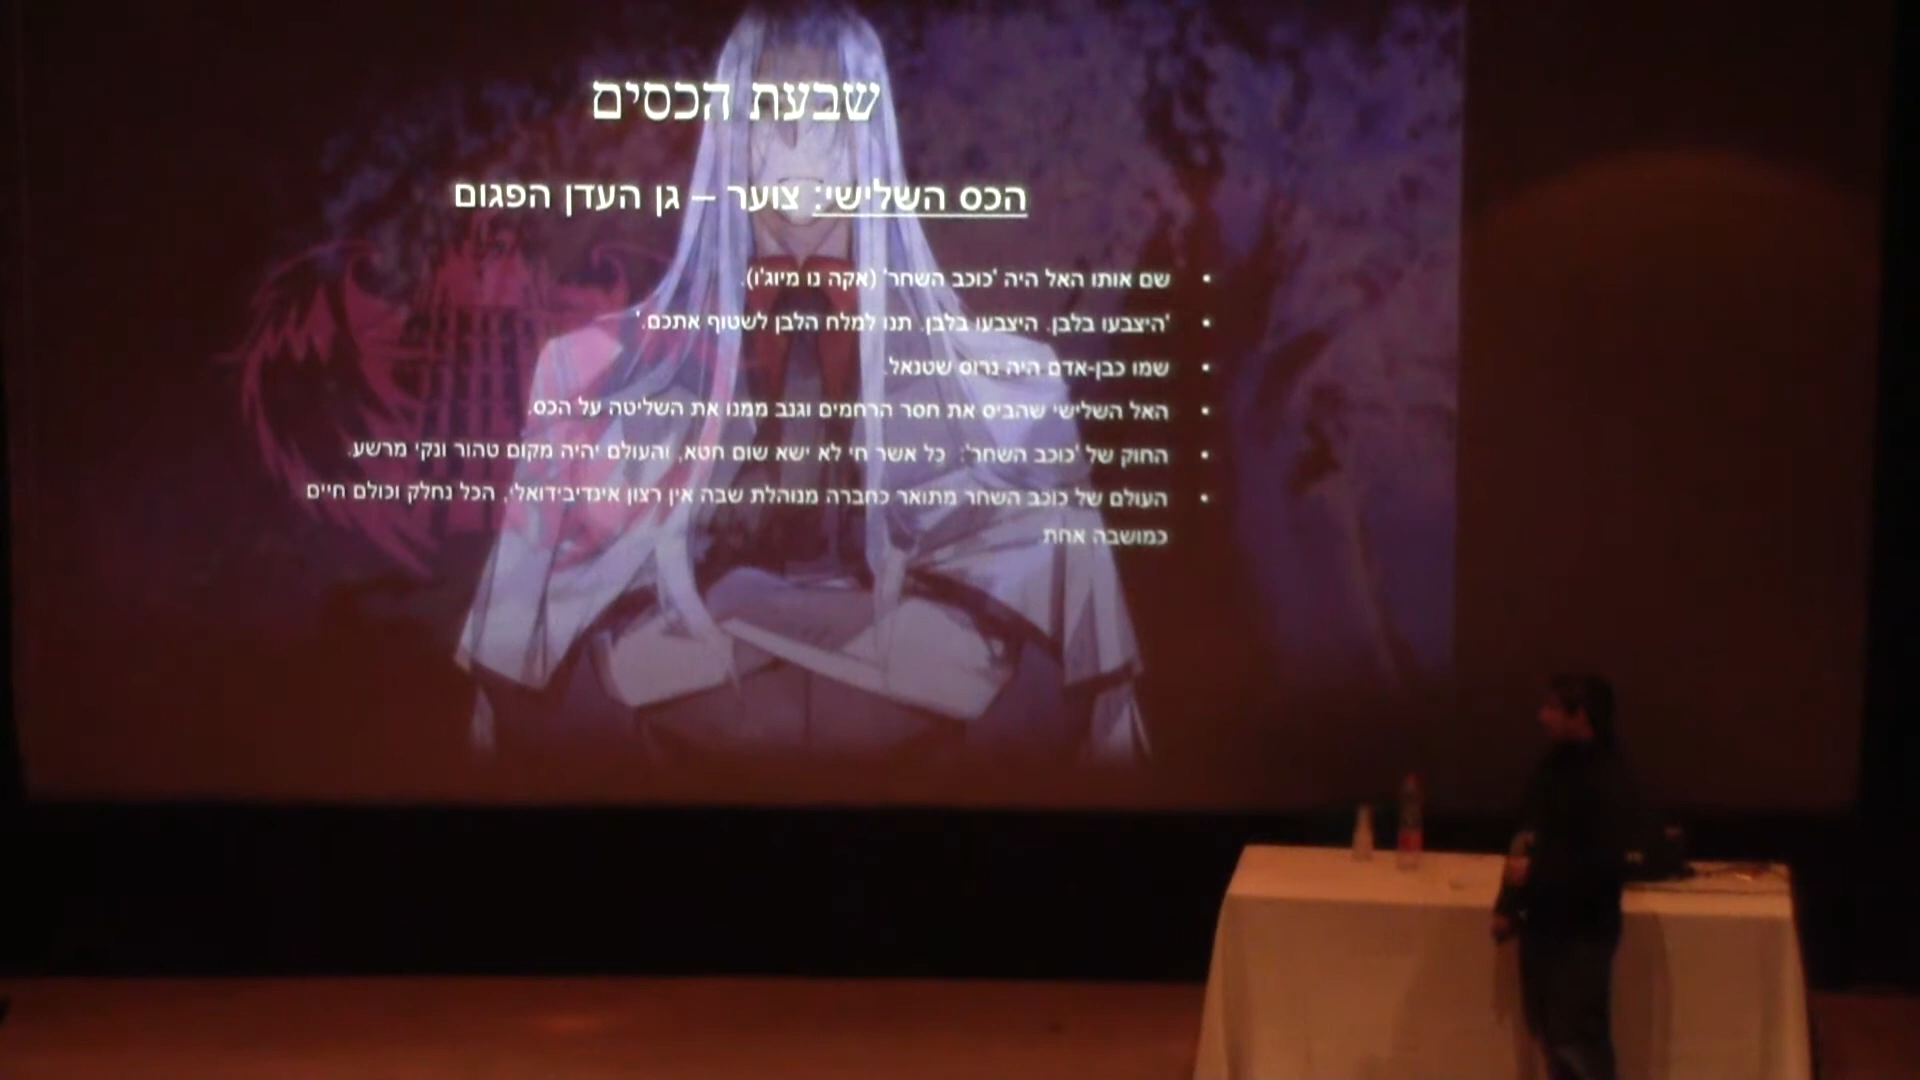 שבעת הכסים
הכס השלישי: צוער – גן העדן הפגום
• שם אותו האל היה 'כוכב השחר' (אקה נו מיוג'ו).
• 'היצבעו בלבן. היצבעו בלבן. תנו למלח הלבן לשטוף אתכם.'
• שמו כבן-אדם היה נרוס שטנאל.
• האל השלישי שהביס את חסר הרחמים וגנב ממנו את השליטה על הכס.
• החוק של 'כוכב השחר': כל אשר חי לא ישא שום חטא, והעולם יהיה מקום טהור ונקי מרשע.
• העולם של כוכב השחר מתואר כחברה מנוהלת שבה אין רצון אינדיבידואלי, הכל נחלק וכולם חיים
כמושבה אחת